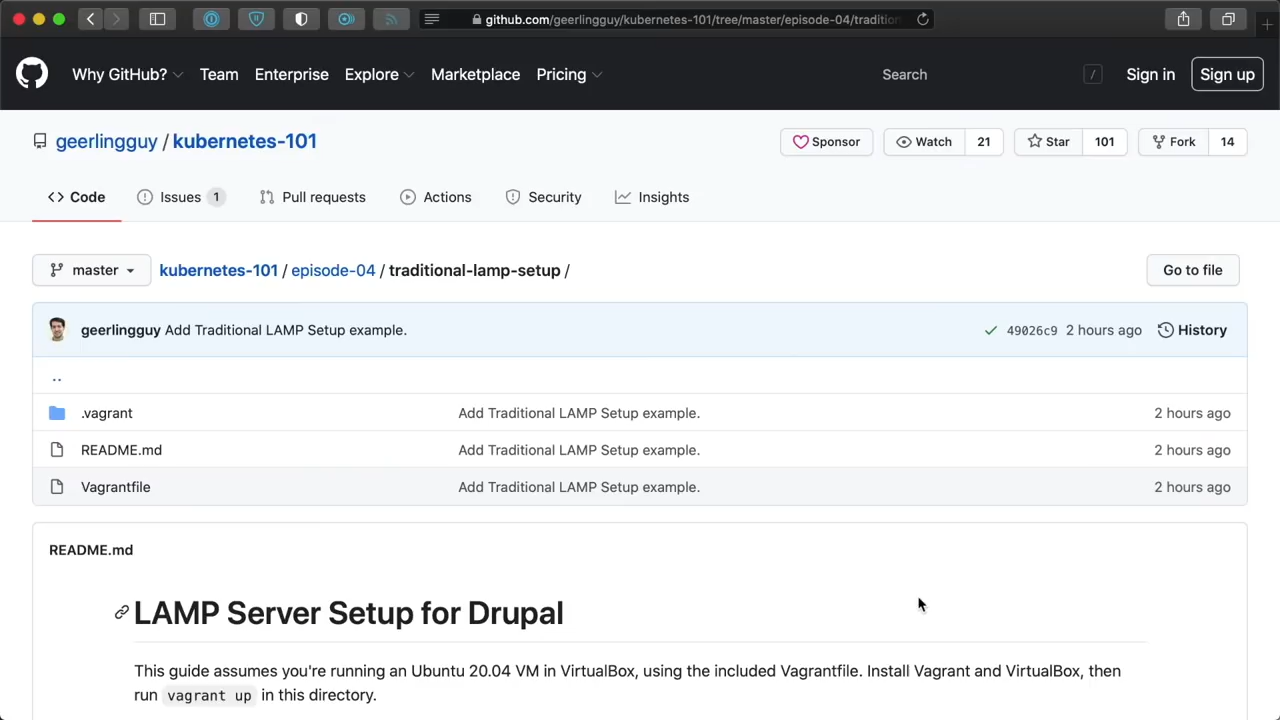 github.com/geerlingguy/kubernetes-101/tree/master/episode-04/tradition
Why GitHub? Team Enterprise Explore Marketplace Pricing Search / Sign in Sign up
geerlingguy / kubernetes-101 Sponsor Watch 21 Star 101 Fork 14
Code Issues 1 Pull requests Actions Security Insights
master kubernetes-101 / episode-04 / traditional-lamp-setup / Go to file
geerlingguy Add Traditional LAMP Setup example. 49026c9 2 hours ago History
..
.vagrant Add Traditional LAMP Setup example. 2 hours ago
README.md Add Traditional LAMP Setup example. 2 hours ago
Vagrantfile Add Traditional LAMP Setup example. 2 hours ago
README.md
LAMP Server Setup for Drupal
This guide assumes you're running an Ubuntu 20.04 VM in VirtualBox, using the included Vagrantfile. Install Vagrant and VirtualBox, then
run vagrant up in this directory.